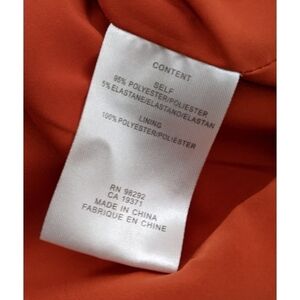 CONTENT
SELF
95% POLYESTER/POLIESTER
5% ELASTANE/ELASTANO/ELASTAN
LINING
100% POLYESTER/POLIESTER
RN 98292
CA 19371
MADE IN CHINA
FABRIQUE EN CHINE